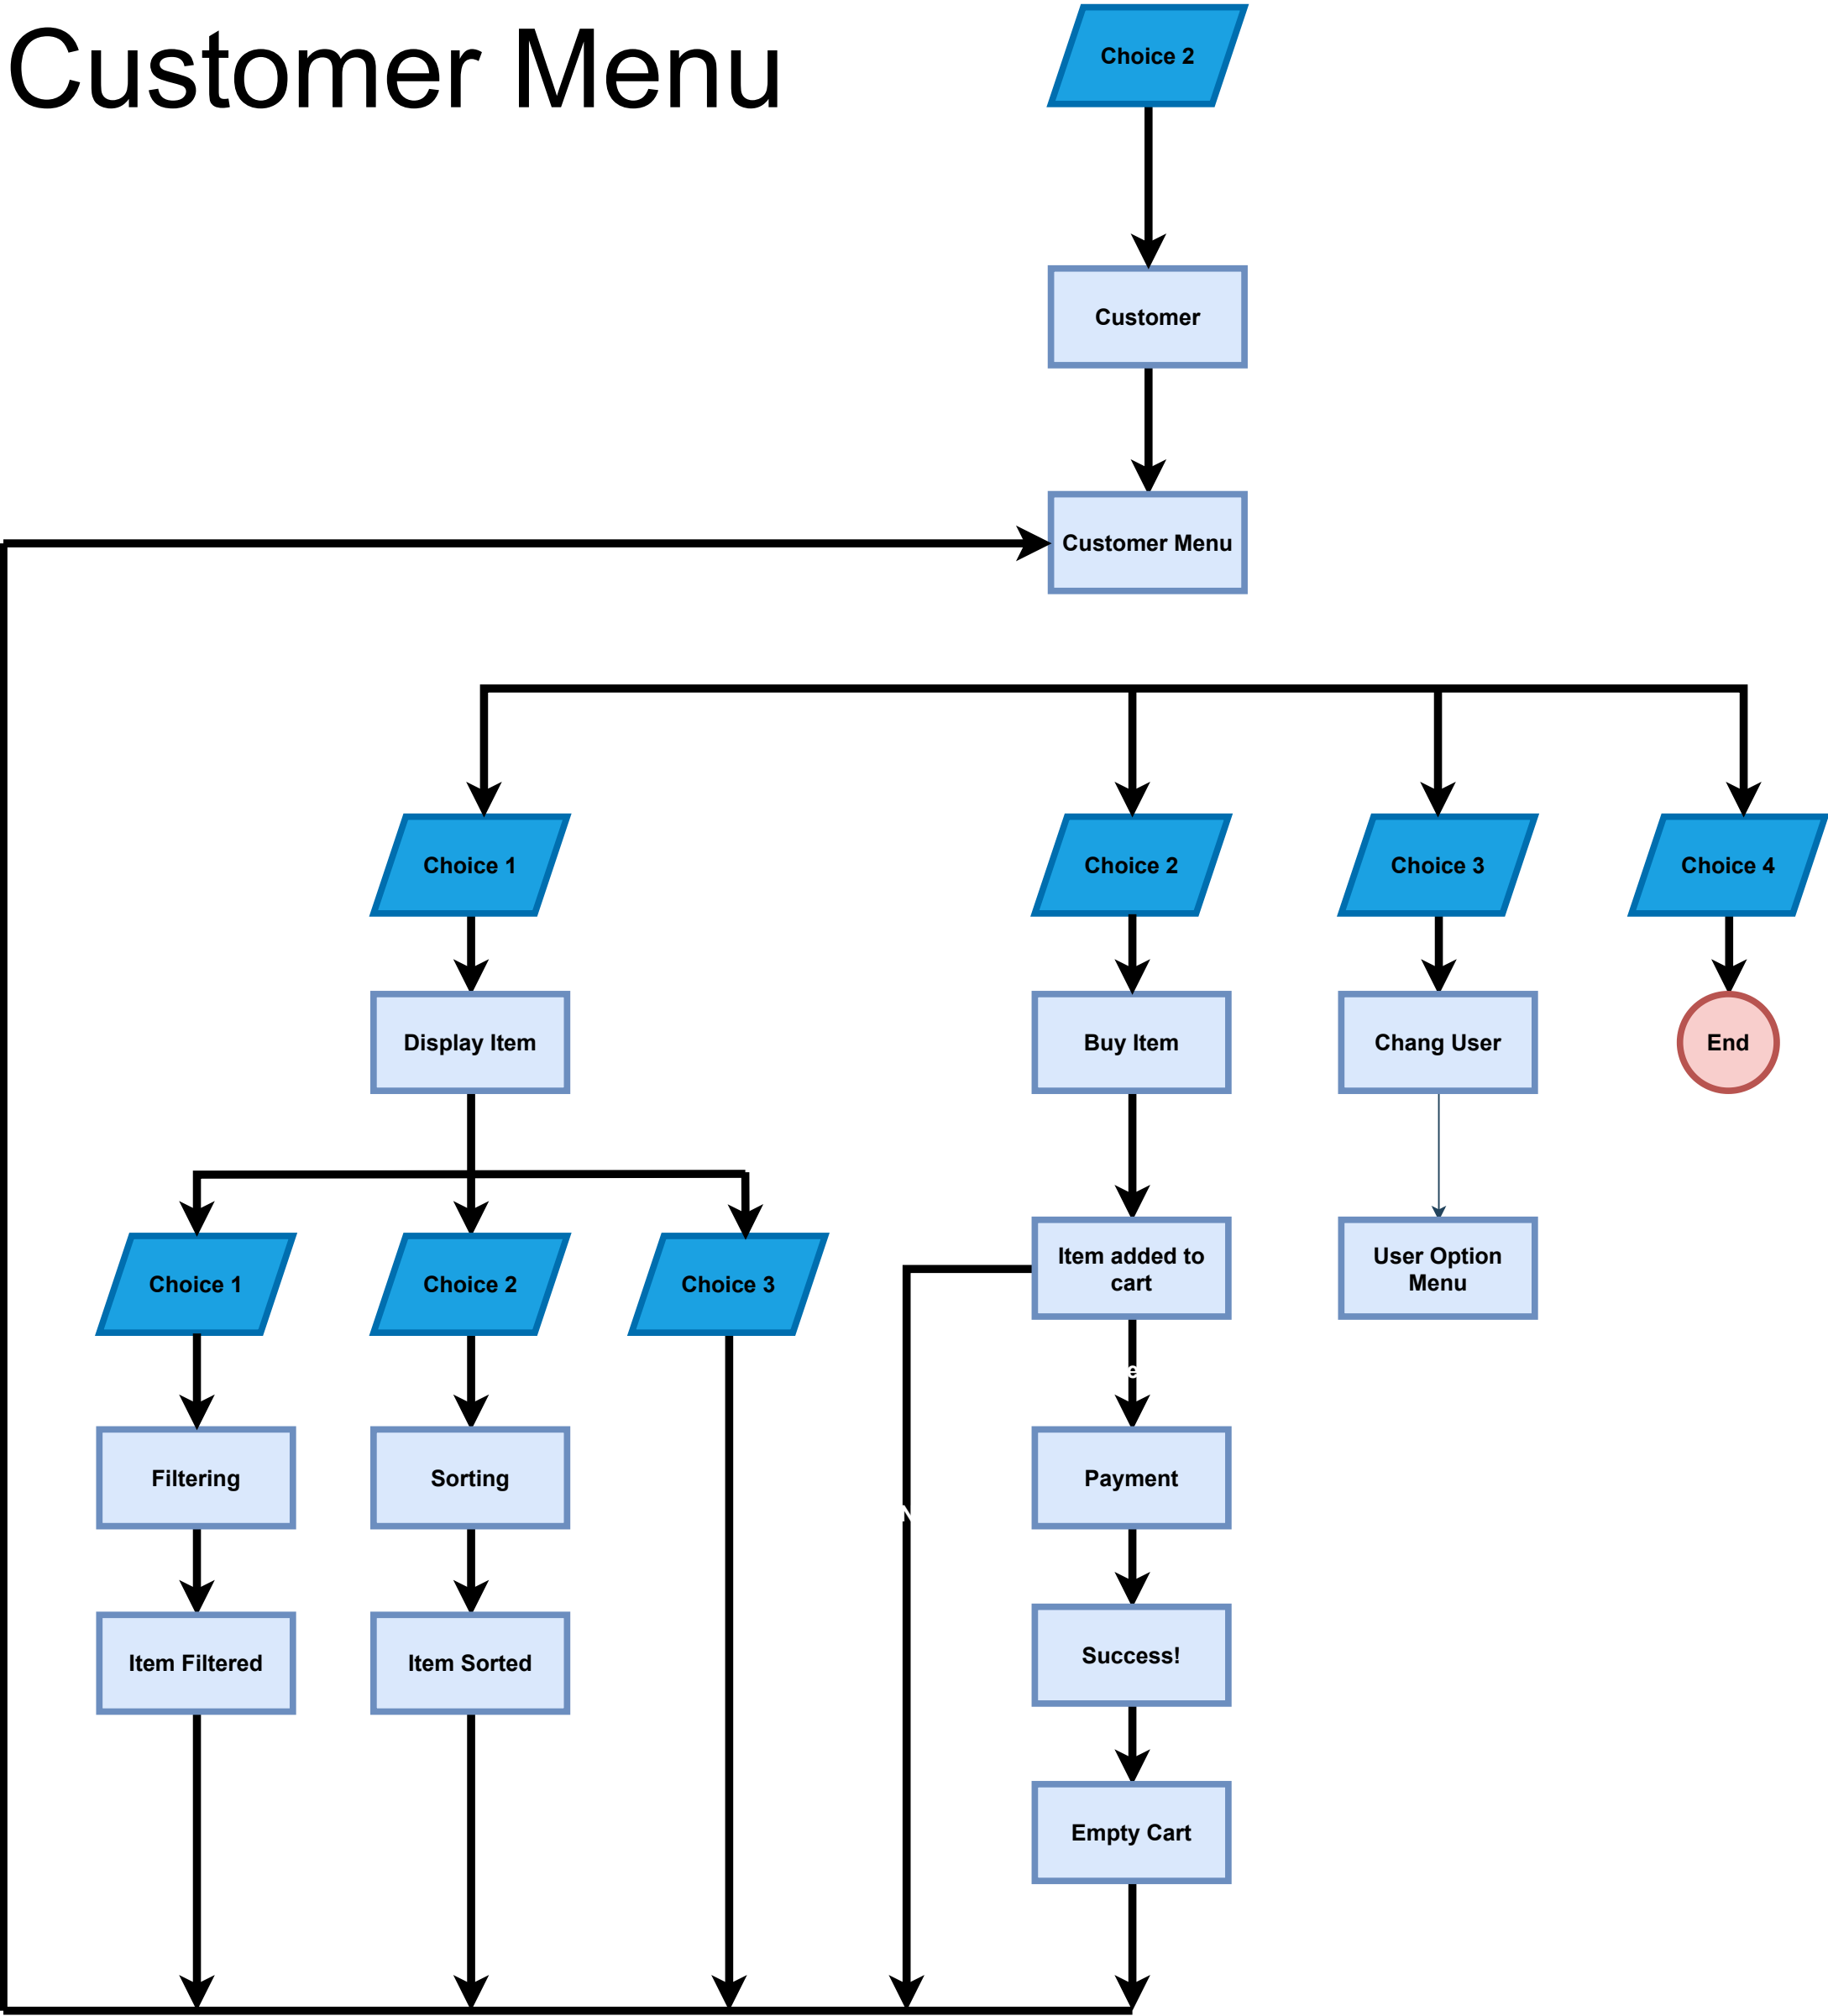 Customer Menu
Choice 2
Customer
Customer Menu
Choice 1
Choice 2
Choice 3
Choice 4
Display Item
Buy Item
Chang User
End
Choice 1
Choice 2
Choice 3
Item added to
cart
User Option
Menu
Filtering
Sorting
Payment
Item Filtered
Item Sorted
Success!
Empty Cart